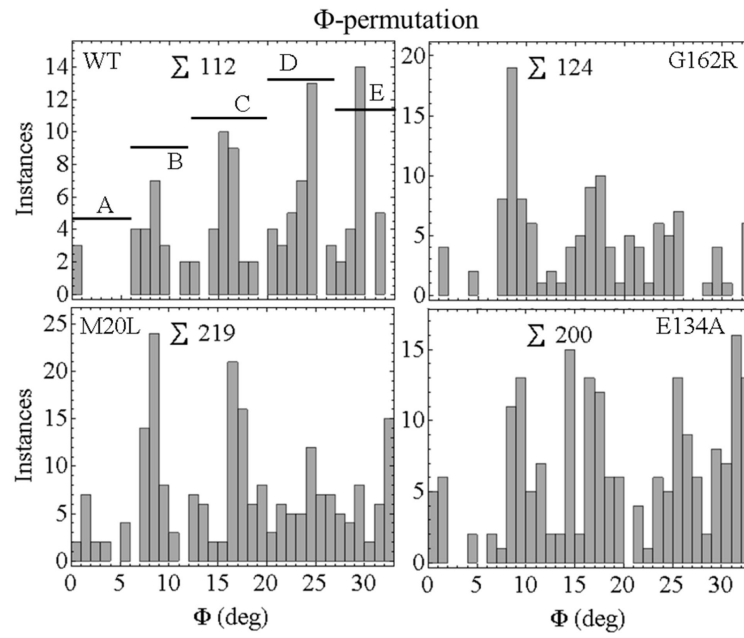 Φ-permutation
WT
∑ 112
D
E
C
B
A
14
12
10
8
6
4
2
0
Instances
∑ 124
G162R
20
15
10
5
0
M20L
∑ 219
25
20
15
10
5
0
Instances
0 5 10 15 20 25 30
Φ (deg)
∑ 200
E134A
15
10
5
0
0 5 10 15 20 25 30
Φ (deg)